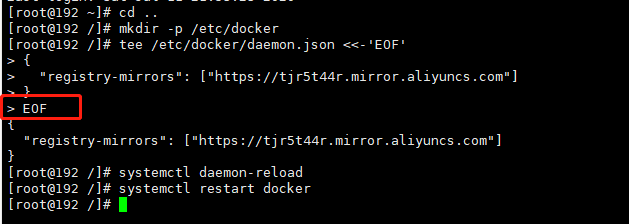 [root@192 ~]# cd ..
[root@192 /]# mkdir -p /etc/docker
[root@192 /]# tee /etc/docker/daemon.json <<-'EOF'
> {
>   "registry-mirrors": ["https://tjr5t44r.mirror.aliyuncs.com"]
> }
> EOF
{
  "registry-mirrors": ["https://tjr5t44r.mirror.aliyuncs.com"]
}
[root@192 /]# systemctl daemon-reload
[root@192 /]# systemctl restart docker
[root@192 /]#